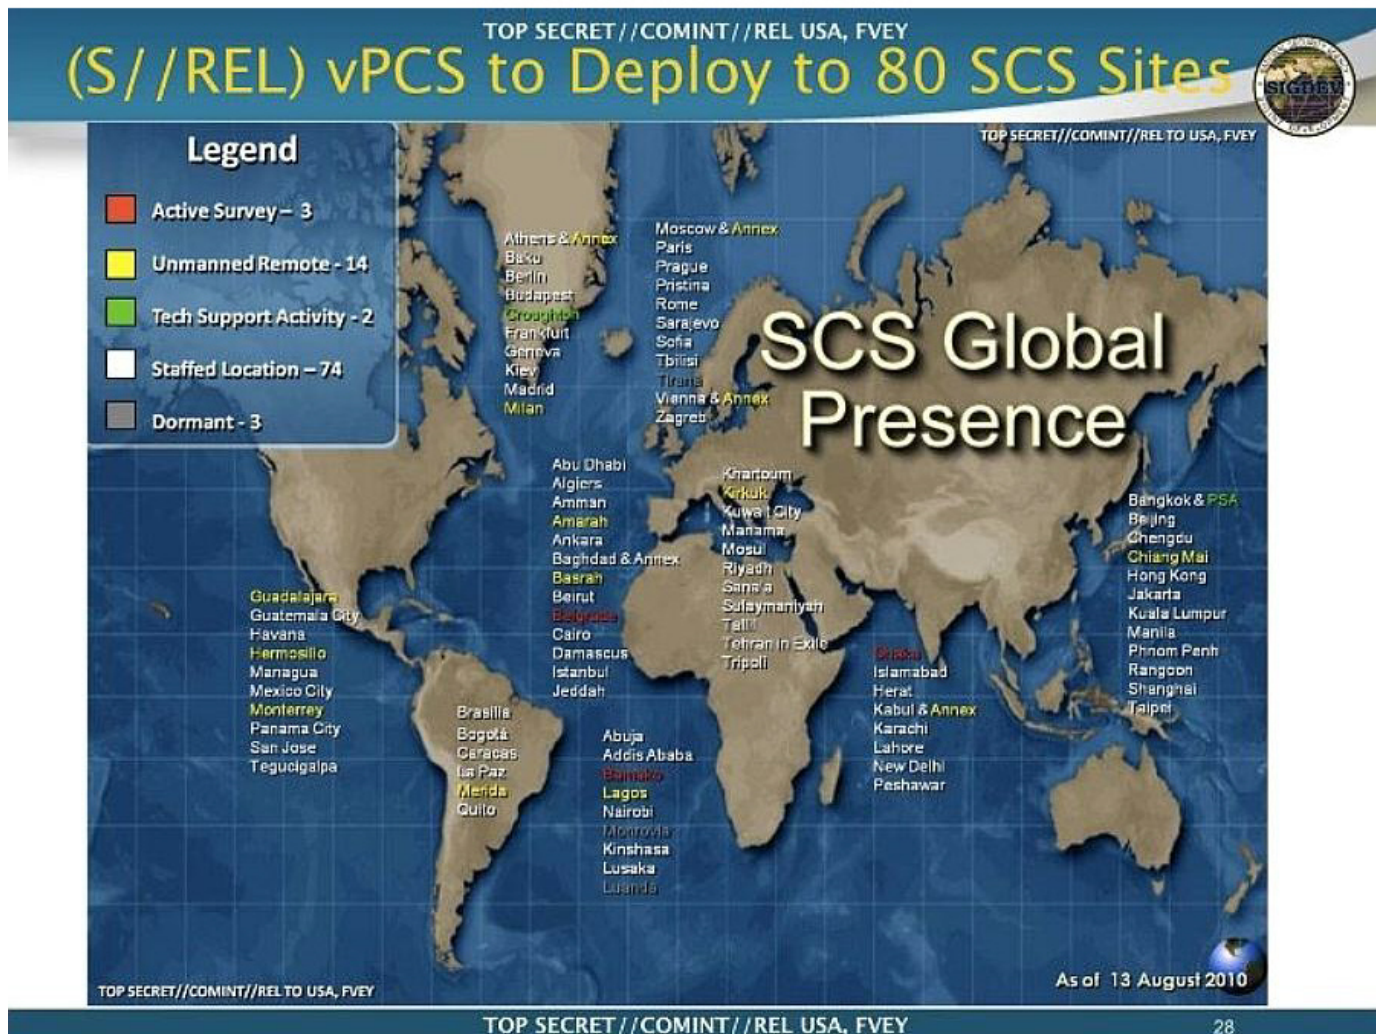 TOP SECRET//COMINT//REL USA, FVEY
(S//REL) vPCS to Deploy to 80 SCS Sites
SIGDEV
TOP SECRET//COMINT//REL TO USA, FVEY
Legend
Active Survey – 3
Unmanned Remote - 14
Tech Support Activity - 2
Staffed Location – 74
Dormant - 3
SCS Global
Presence
Athens & Annex
Baku
Berlin
Budapest
Croughton
Frankfurt
Geneva
Kiev
Madrid
Milan
Moscow & Annex
Paris
Prague
Pristina
Rome
Sarajevo
Sofia
Tbilisi
Tirana
Vienna & Annex
Zagreb
Abu Dhabi
Algiers
Amman
Amarah
Ankara
Baghdad & Annex
Basrah
Beirut
Belgrade
Cairo
Damascus
Istanbul
Jeddah
Khartoum
Kirkuk
Kuwait City
Manama
Mosul
Riyadh
Sana'a
Sulaymaniyah
Talil
Tehran in Exile
Tripoli
Bangkok & PSA
Beijing
Chengdu
Chiang Mai
Hong Kong
Jakarta
Kuala Lumpur
Manila
Phnom Penh
Rangoon
Shanghai
Taipei
Guadalajara
Guatemala City
Havana
Hermosillo
Managua
Mexico City
Monterrey
Panama City
San Jose
Tegucigalpa
Brasilia
Bogotá
Caracas
La Paz
Merida
Quito
Abuja
Addis Ababa
Bamako
Lagos
Nairobi
Monrovia
Kinshasa
Lusaka
Luanda
Dhaka
Islamabad
Herat
Kabul & Annex
Karachi
Lahore
New Delhi
Peshawar
As of 13 August 2010
TOP SECRET//COMINT//REL TO USA, FVEY
TOP SECRET//COMINT//REL USA, FVEY
28